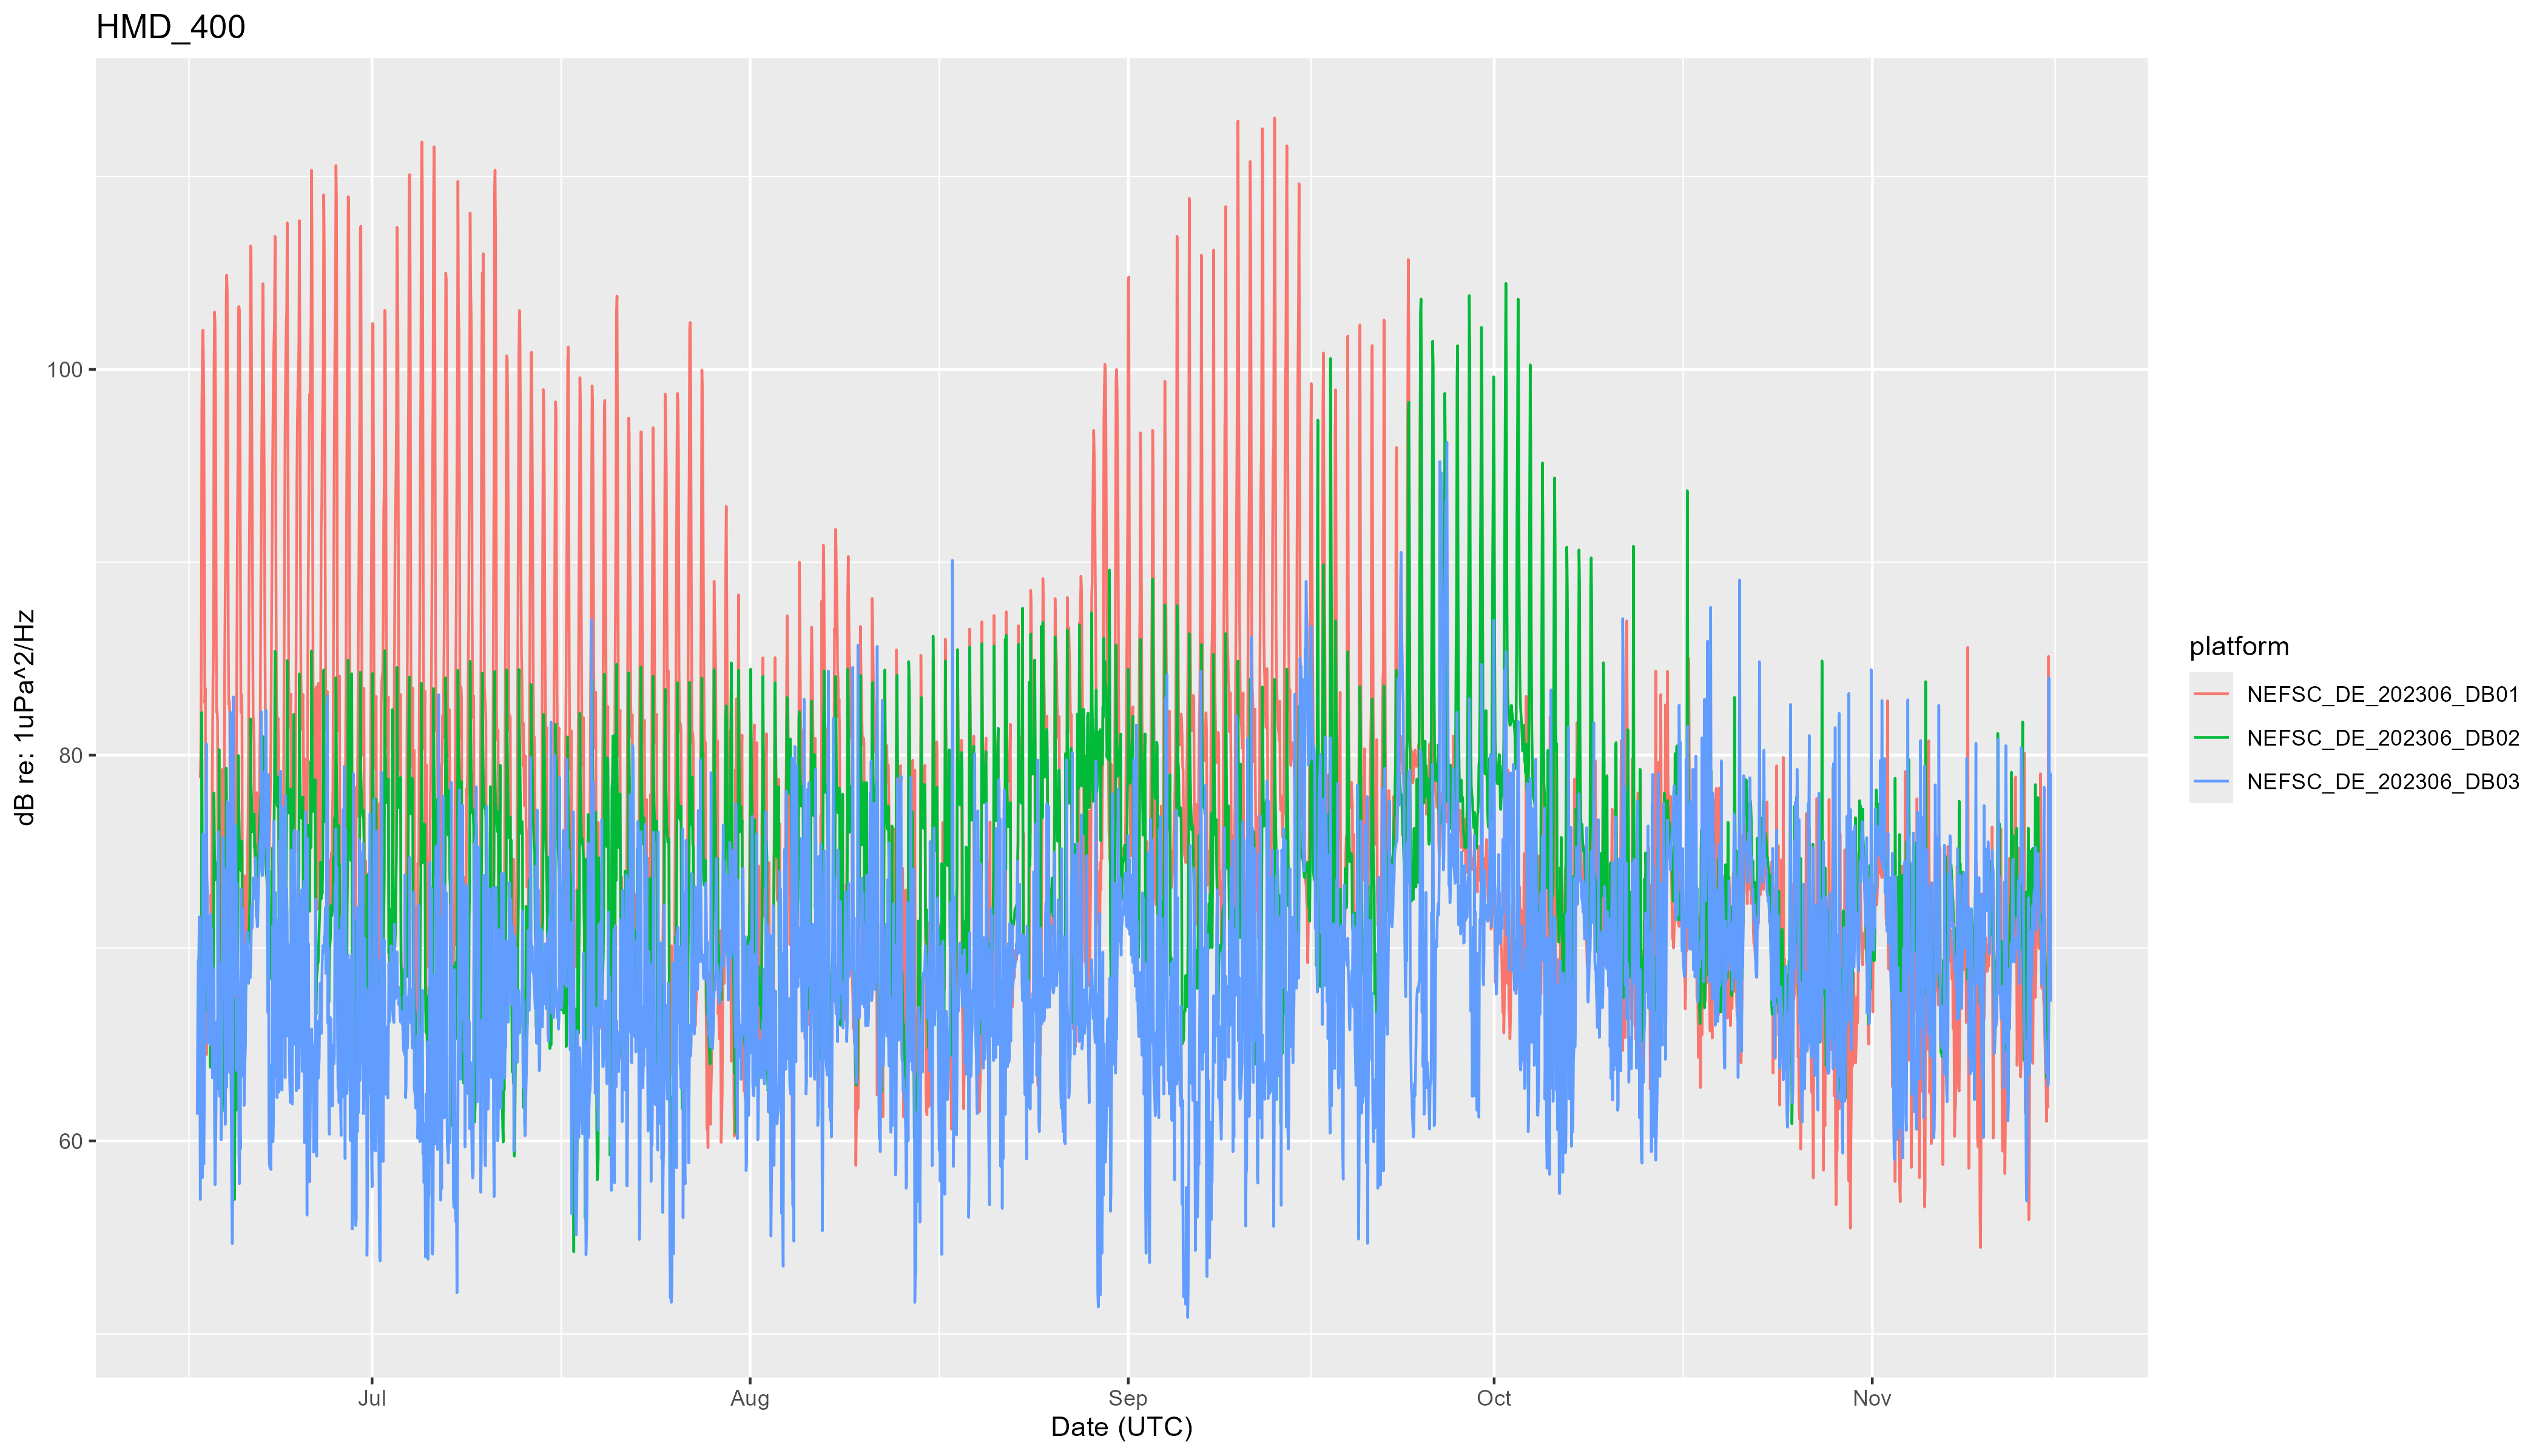 HMD_400
dB re: 1uPa^2/Hz
100
80
60
Jul
Aug
Sep
Oct
Nov
Date (UTC)
platform
NEFSC_DE_202306_DB01
NEFSC_DE_202306_DB02
NEFSC_DE_202306_DB03